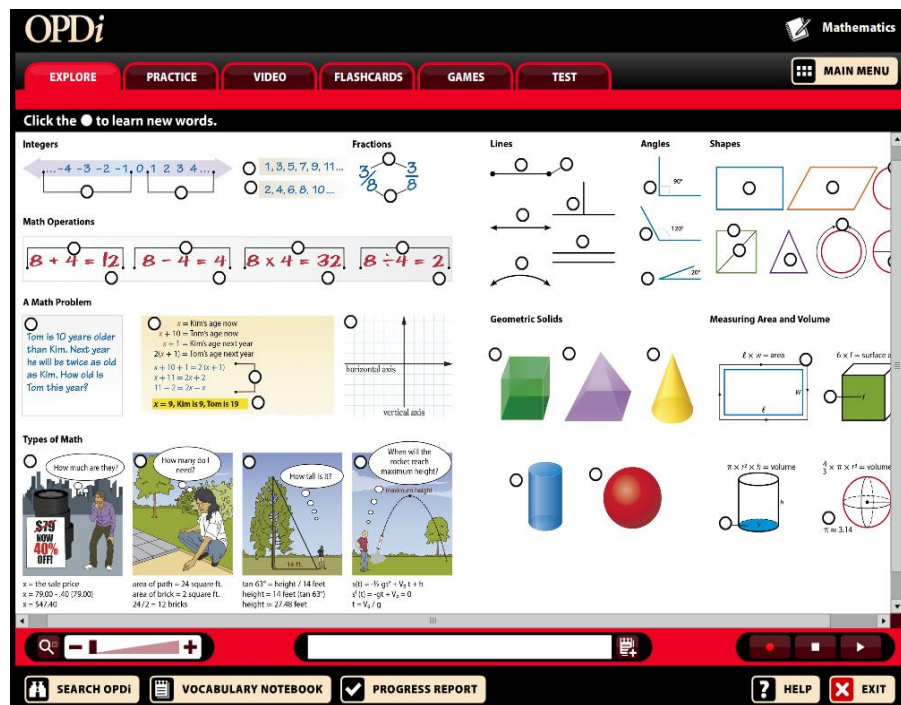 OPDi
Mathematics
EXPLORE
PRACTICE
VIDEO
FLASHCARDS
GAMES
TEST
MAIN MENU
Click the to learn new words.
Integers
...-4 -3 -2 -1 0 1 2 3 4...
1, 3, 5, 7, 9, 11...
2, 4, 6, 8, 10...
Fractions
3/8
3/8
Lines
Angles
90°
120°
20°
Shapes
Math Operations
8 + 4 = 12
8 - 4 = 4
8 x 4 = 32
8 ÷ 4 = 2
A Math Problem
Tom is 10 years older
than Kim. Next year
he will be twice as old
as Kim. How old is
Tom this year?
x = Kim's age now
x + 10 = Tom's age now
x + 1 = Kim's age next year
2(x + 1) = Tom's age next year
x + 10 + 1 = 2 (x + 1)
x + 11 = 2x + 2
11 - 2 = 2x - x
x = 9, Kim is 9, Tom is 19
horizontal axis
vertical axis
Geometric Solids
Measuring Area and Volume
ℓ x w = area
w
ℓ
6 x f = surface a
f
π x r² x h = volume
h
4/3 x π x r³ = volume
π ≈ 3.14
Types of Math
How much are they?
$79
NOW
40%
OFF!
x = the sale price
x = 79.00 - .40 (79.00)
x = $47.40
How many do I
need?
area of path = 24 square ft.
area of brick = 2 square ft.
24/2 = 12 bricks
How tall is it?
14 ft.
tan 63° = height / 14 feet
height = 14 feet (tan 63°)
height ≈ 27.48 feet
When will the
rocket reach
maximum height?
maximum height
s(t) = -½ gt² + V₀ t + h
s¹ (t) = -gt + V₀ = 0
t = V₀ / g
SEARCH OPDi
VOCABULARY NOTEBOOK
PROGRESS REPORT
HELP
EXIT